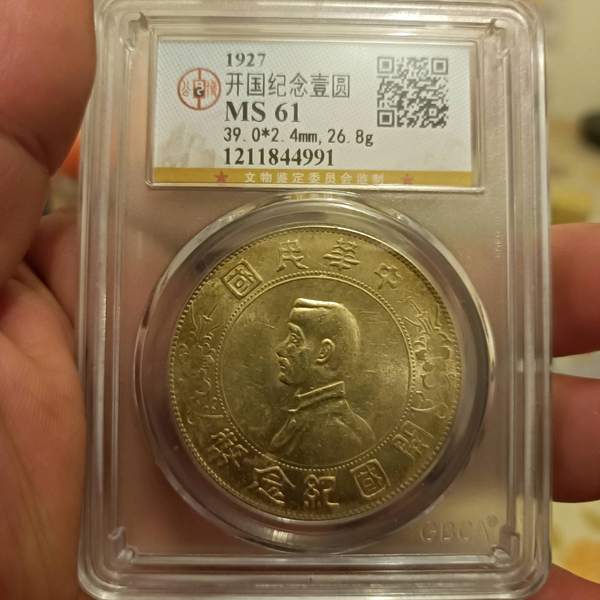 1927
开国纪念壹圆
MS 61
39.0*2.4mm,26.8g
1211844991
文物鉴定委员会监制
中華民國
開國紀念幣
GBCA